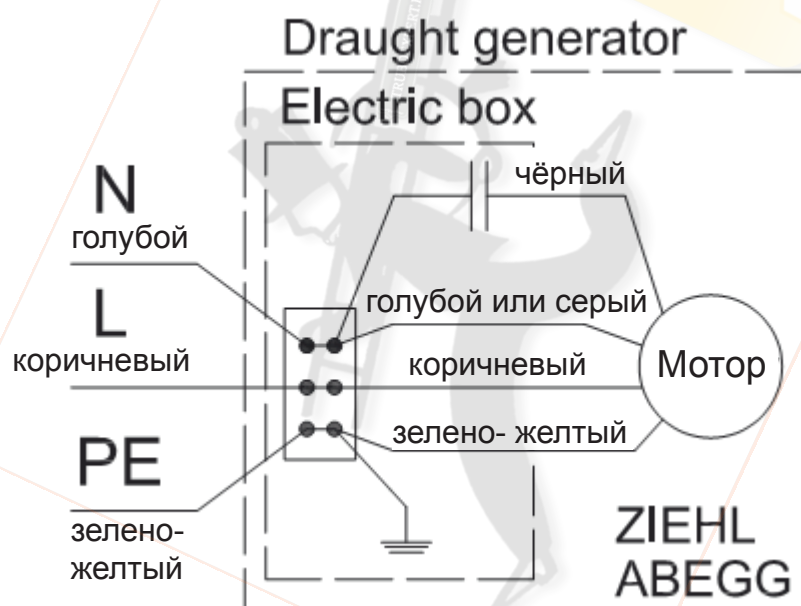 Draught generator
Electric box
чёрный
N
голубой
голубой или серый
L
коричневый
коричневый
Мотор
зелено- желтый
PE
зелено-
желтый
ZIEHL
ABEGG